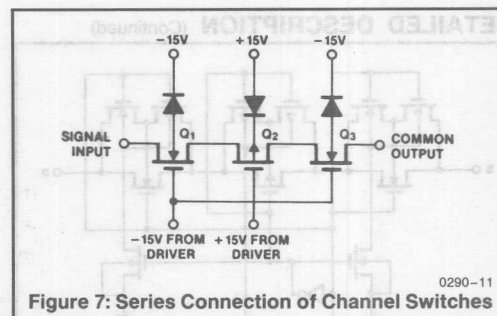 DETAILED DESCRIPTION (Continued)
−15V +15V −15V
SIGNAL INPUT
Q1 Q2 Q3
COMMON OUTPUT
−15V FROM DRIVER
+15V FROM DRIVER
0290–11
Figure 7: Series Connection of Channel Switches